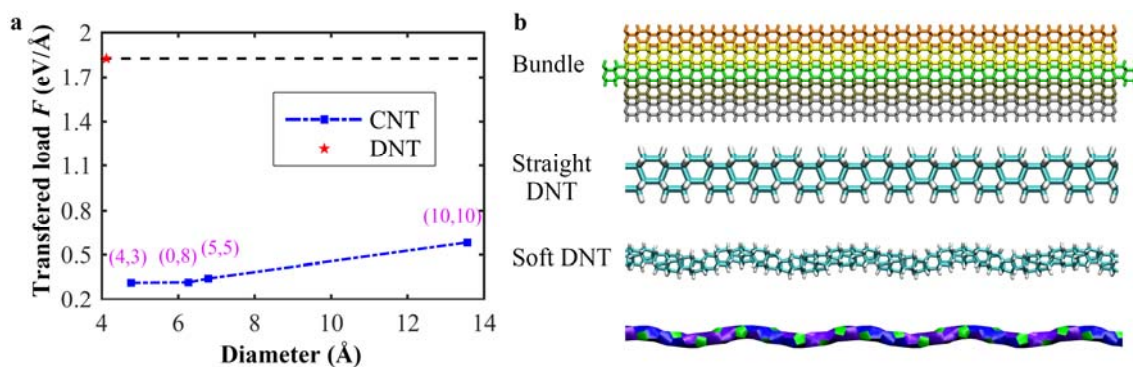 a
2
1.7
1.4
1.1
0.8
0.5
0.2
Transfered load F (eV/Å)
CNT
DNT
(4,3)
(0,8)
(5,5)
(10,10)
4
6
8
10
12
14
Diameter (Å)
b
Bundle
Straight
DNT
Soft DNT